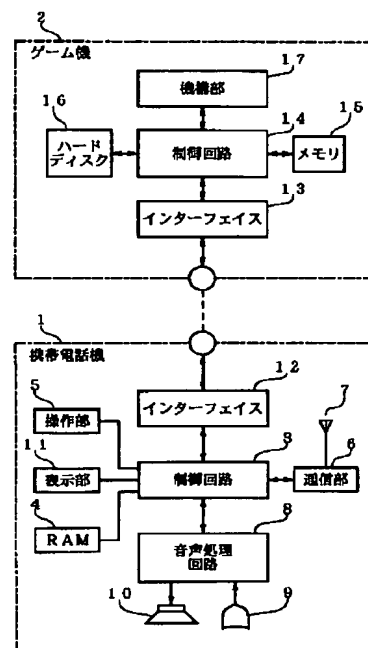 2
ゲーム機
17
機構部
16
ハード
ディスク
14
制御回路
15
メモリ
13
インターフェイス
1
携帯電話機
12
インターフェイス
5
操作部
7
11
表示部
3
制御回路
6
通信部
4
RAM
8
音声処理
回路
10
9